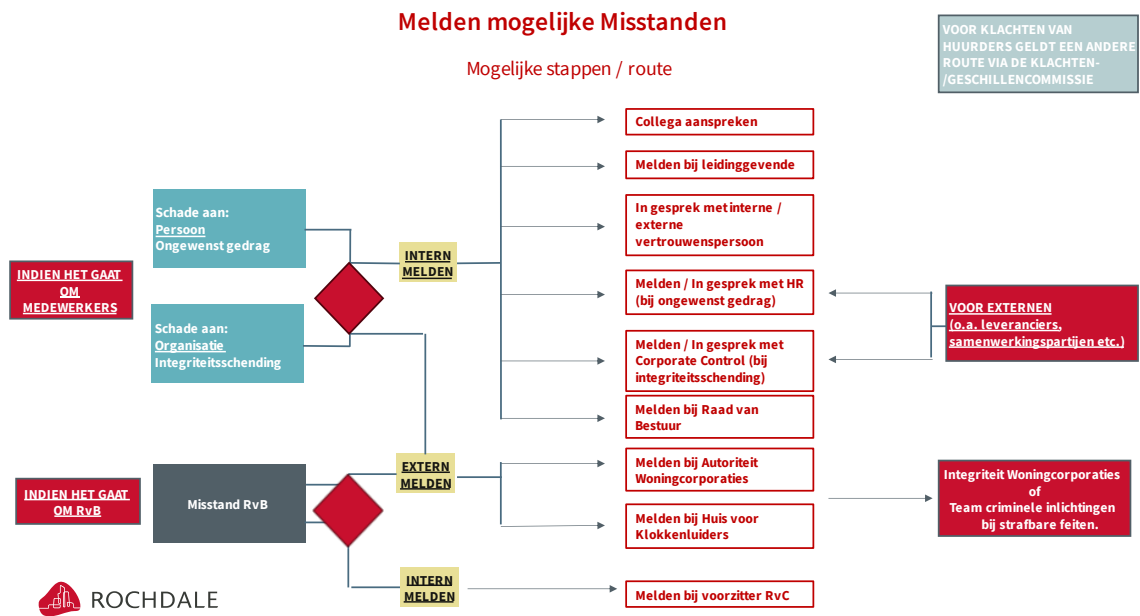 Melden mogelijke Misstanden
Mogelijke stappen / route
VOOR KLACHTEN VAN
HUURDERS GELDT EEN ANDERE
ROUTE VIA DE KLACHTEN-
/GESCHILLENCOMMISSIE
INDIEN HET GAAT
OM
MEDEWERKERS
Schade aan:
Persoon
Ongewenst gedrag
Schade aan:
Organisatie
Integriteitsschending
INTERN
MELDEN
Collega aanspreken
Melden bij leidinggevende
In gesprek met interne /
externe
vertrouwenspersoon
Melden / In gesprek met HR
(bij ongewenst gedrag)
Melden / In gesprek met
Corporate Control (bij
integriteitsschending)
Melden bij Raad van
Bestuur
VOOR EXTERNEN
(o.a. leveranciers,
samenwerkingspartijen etc.)
INDIEN HET GAAT
OM RvB
Misstand RvB
EXTERN
MELDEN
Melden bij Autoriteit
Woningcorporaties
Melden bij Huis voor
Klokkenluiders
Integriteit Woningcorporaties
of
Team criminele inlichtingen
bij strafbare feiten.
INTERN
MELDEN
Melden bij voorzitter RvC
ROCHDALE